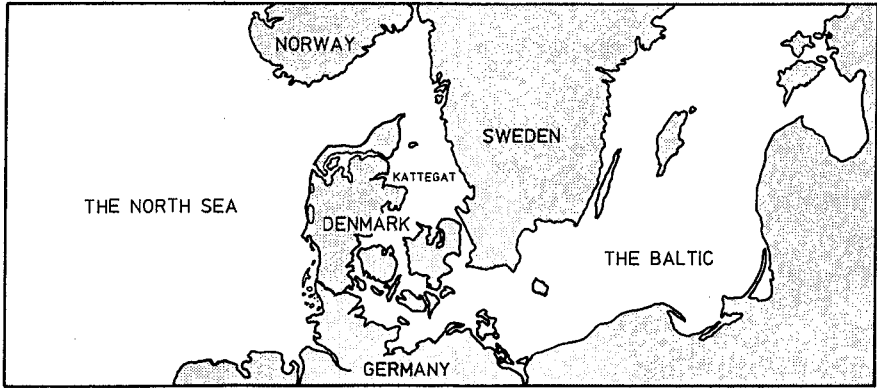 NORWAY
SWEDEN
KATTEGAT
THE NORTH SEA
DENMARK
THE BALTIC
GERMANY